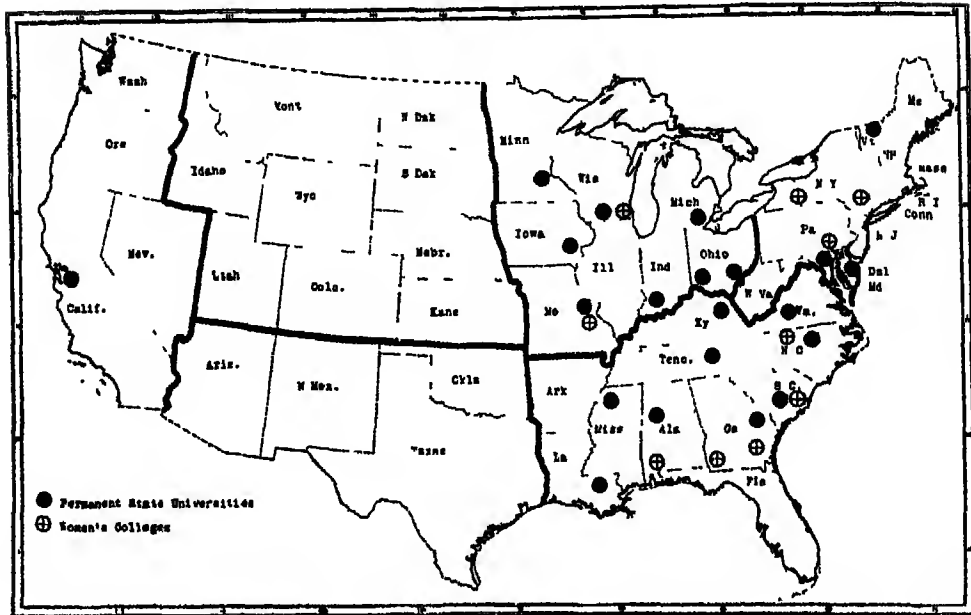 Wash
Mont
N Dak
Minn
Me
Ore
Vt
NH
Mass
Idaho
S Dak
Wis
N Y
R I
Conn
Wyo
Mich
Iowa
Pa
N J
Nev.
Nebr.
Ill
Ind
Ohio
Utah
Colo.
Del
Md
Calif.
W Va
Va.
Kans
Mo
Ky
N C
Tenn.
Ariz.
N Mex.
Okla
Ark
S C
Miss
Ala
Ga
Texas
La
Fla
Permanent State Universities
Women's Colleges